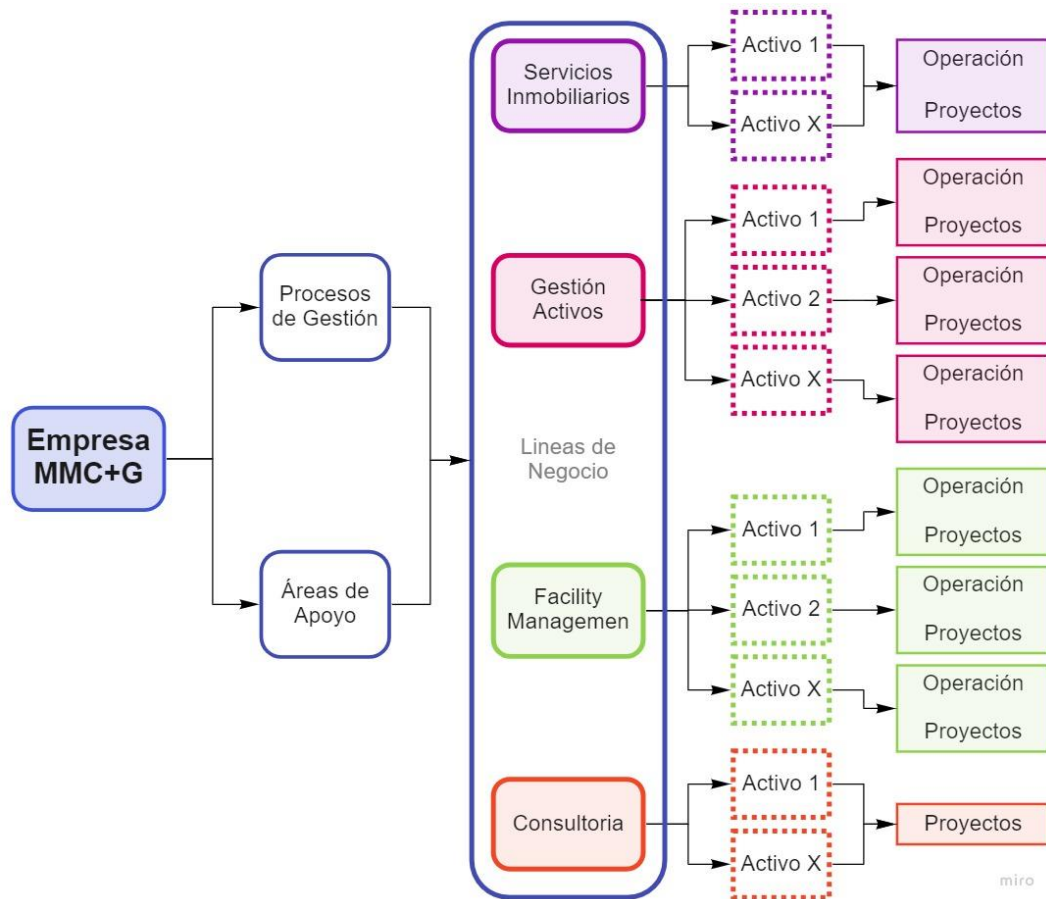 Empresa
MMC+G
Procesos
de Gestión
Áreas de
Apoyo
Lineas de
Negocio
Servicios
Inmobiliarios
Activo 1
Activo X
Operación
Proyectos
Gestión
Activos
Activo 1
Activo 2
Activo X
Operación
Proyectos
Operación
Proyectos
Operación
Proyectos
Facility
Managemen
Activo 1
Activo 2
Activo X
Operación
Proyectos
Operación
Proyectos
Operación
Proyectos
Consultoria
Activo 1
Activo X
Proyectos
miro